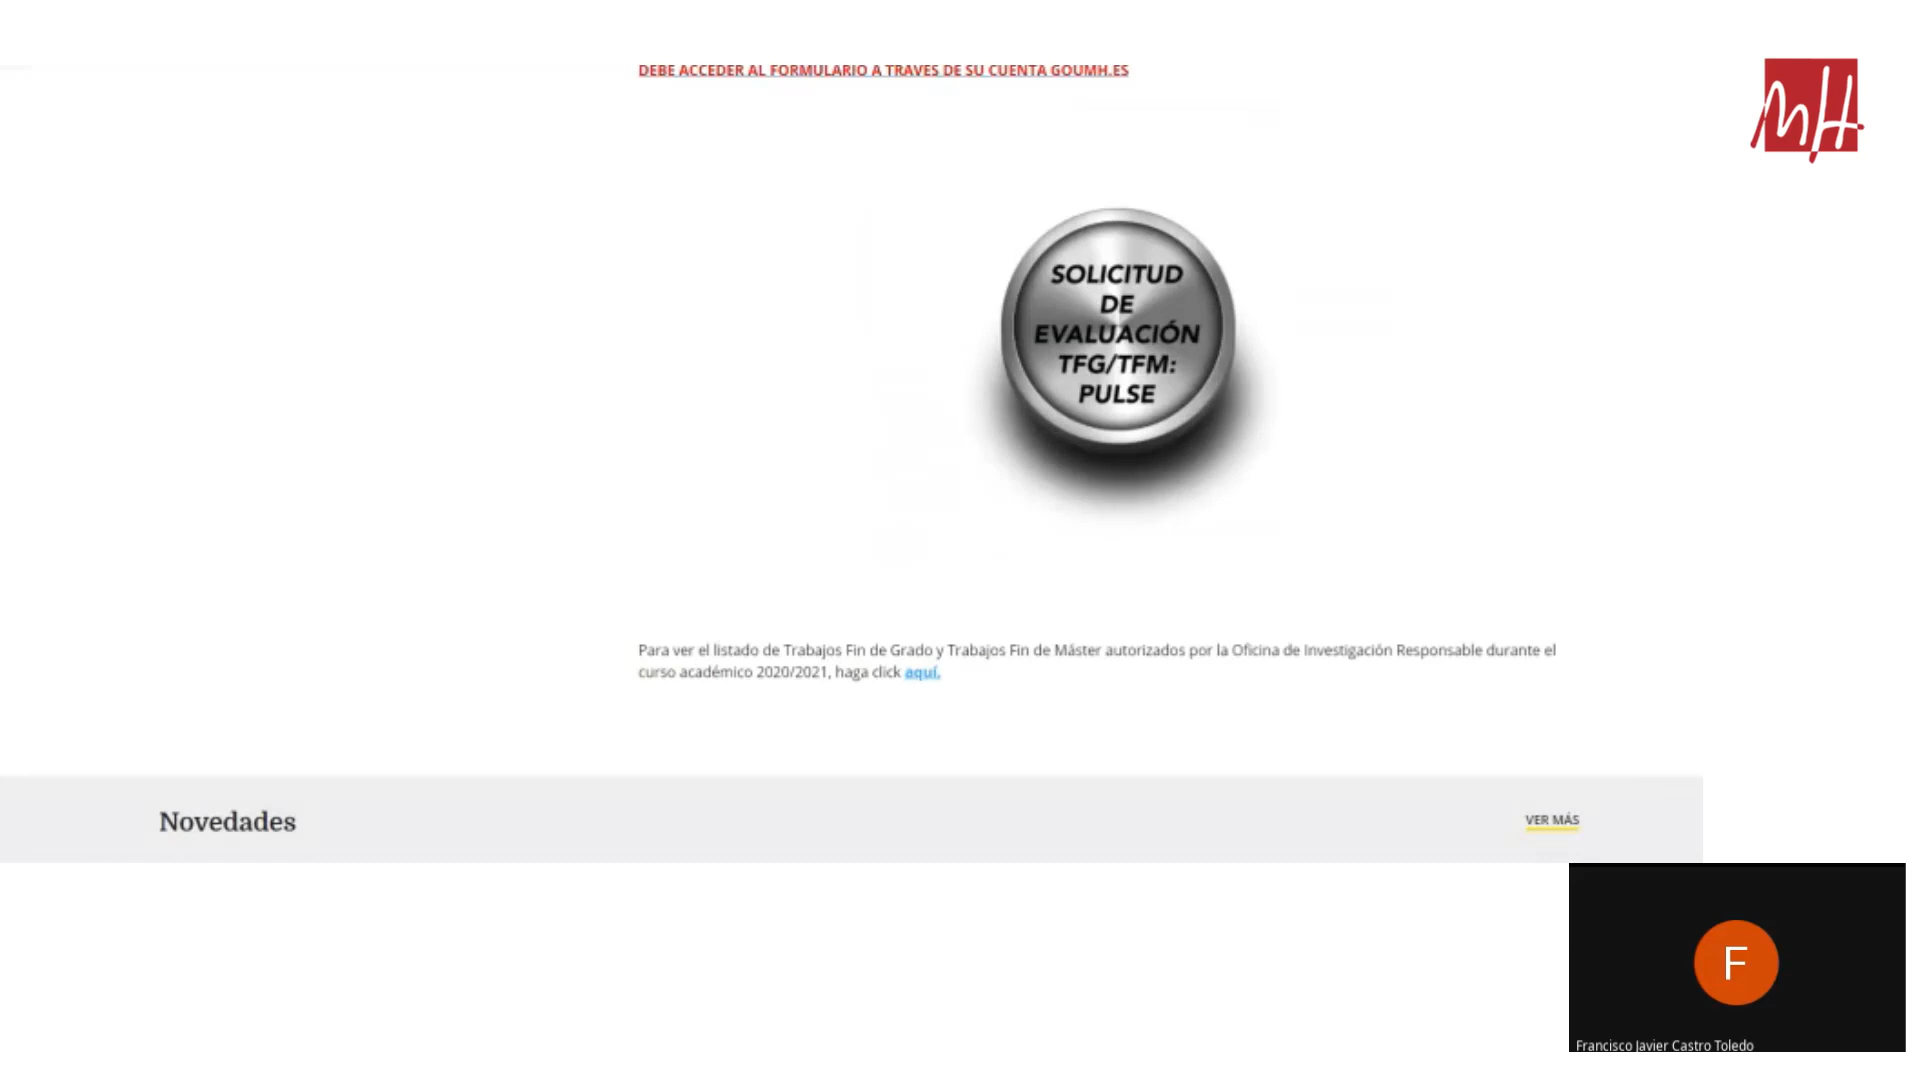 DEBE ACCEDER AL FORMULARIO A TRAVES DE SU CUENTA GOUMH.ES
MH
SOLICITUD
DE
EVALUACIÓN
TFG/TFM:
PULSE
Para ver el listado de Trabajos Fin de Grado y Trabajos Fin de Máster autorizados por la Oficina de Investigación Responsable durante el
curso académico 2020/2021, haga click aquí.
Novedades
VER MÁS
F
Francisco Javier Castro Toledo